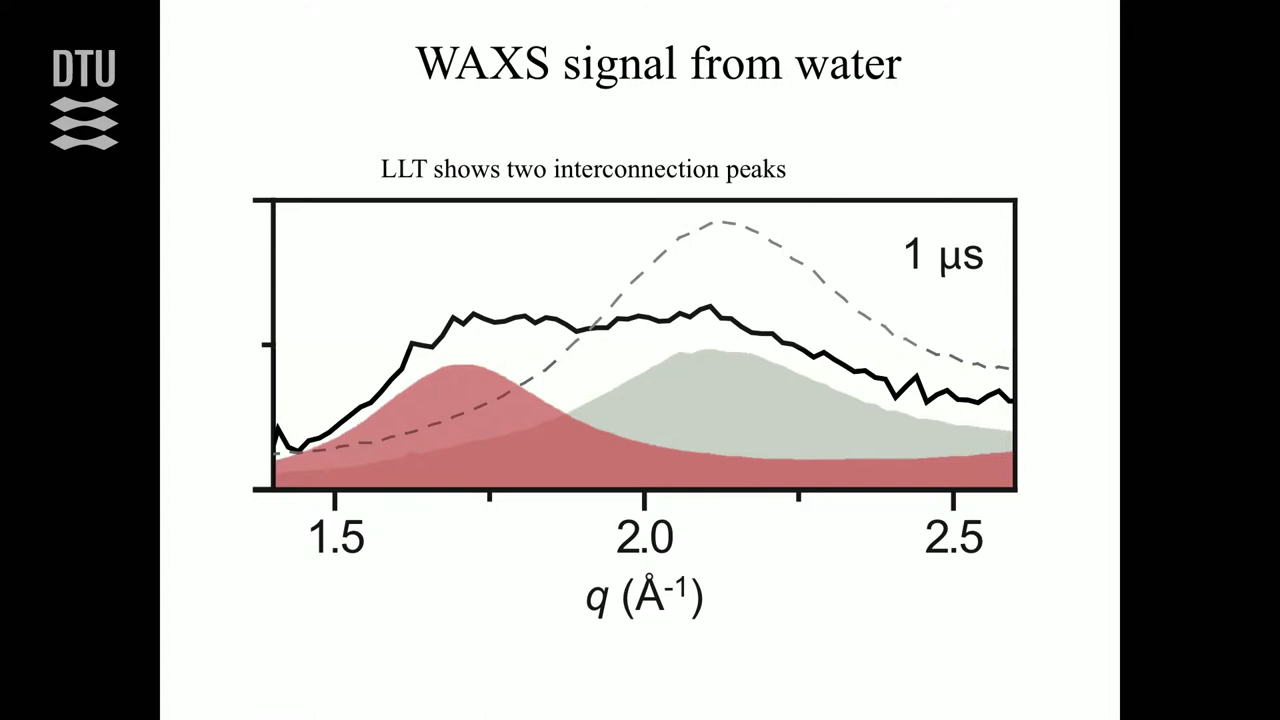 DTU
WAXS signal from water
LLT shows two interconnection peaks
1 µs
1.5 2.0 2.5
q (Å-1)